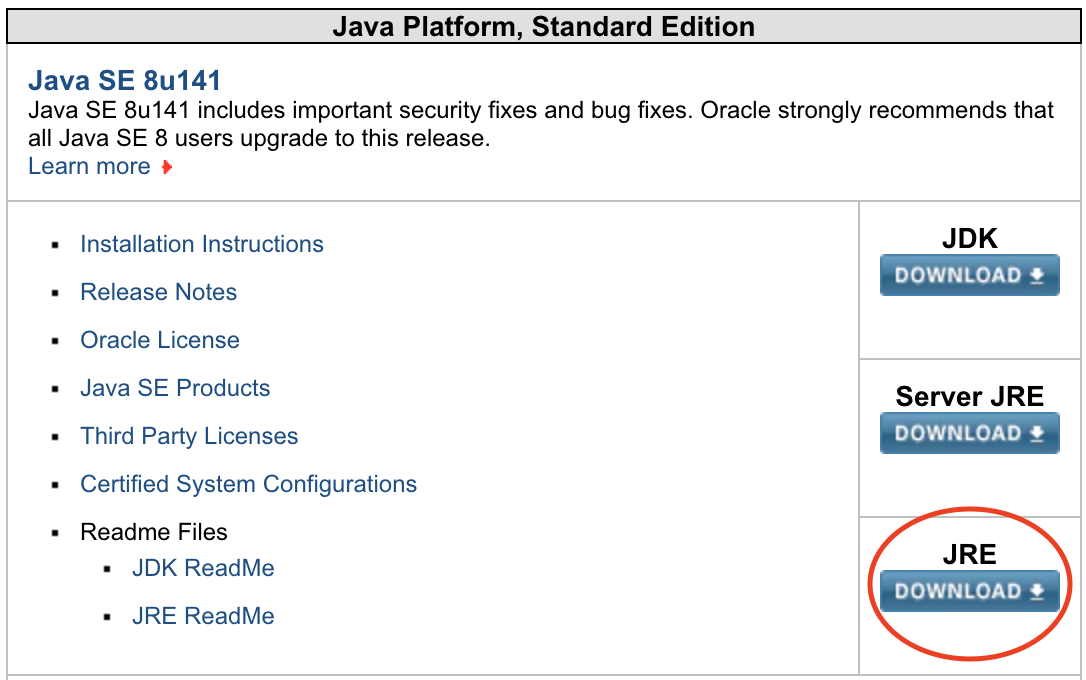 Java Platform, Standard Edition
Java SE 8u141
Java SE 8u141 includes important security fixes and bug fixes. Oracle strongly recommends that
all Java SE 8 users upgrade to this release.
Learn more
Installation Instructions
Release Notes
Oracle License
Java SE Products
Third Party Licenses
Certified System Configurations
Readme Files
JDK ReadMe
JRE ReadMe
JDK
DOWNLOAD
Server JRE
DOWNLOAD
JRE
DOWNLOAD